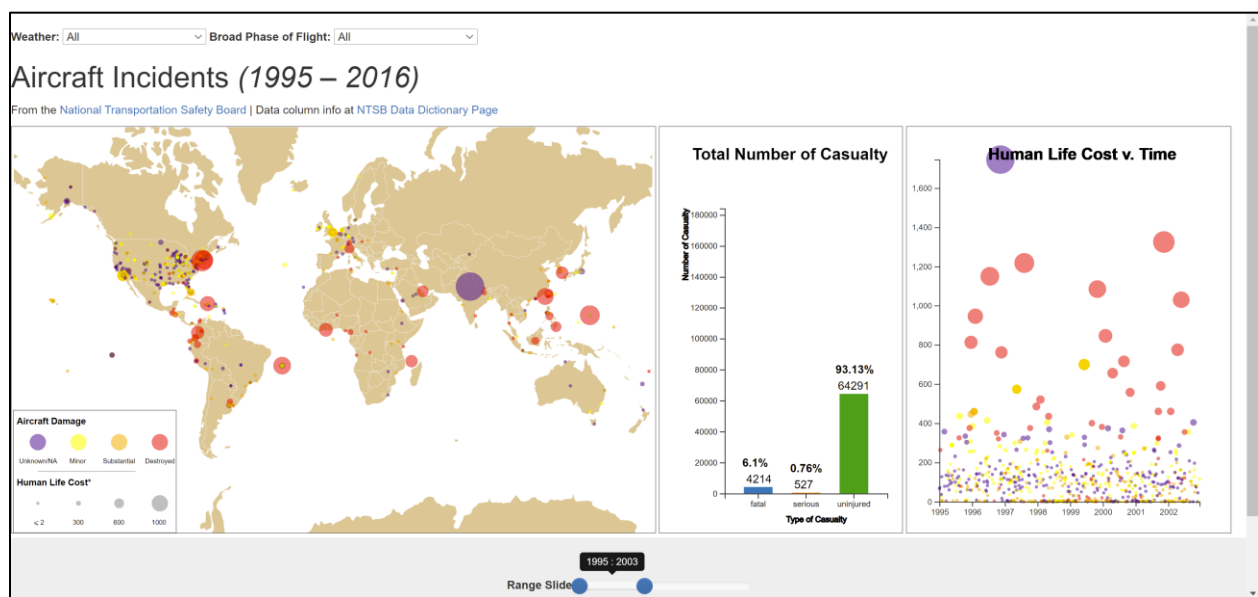 Weather: All Broad Phase of Flight: All
Aircraft Incidents (1995 – 2016)
From the National Transportation Safety Board | Data column info at NTSB Data Dictionary Page
Aircraft Damage
Unknown/NA Minor Substantial Destroyed
Human Life Cost*
< 2 300 600 1000
Total Number of Casualty
Number of Casualty
180000
160000
140000
120000
100000
80000
60000
40000
20000
0
93.13%
64291
6.1%
4214
0.76%
527
fatal serious uninjured
Type of Casualty
Human Life Cost v. Time
1,600
1,400
1,200
1,000
800
600
400
200
0
1995 1996 1997 1998 1999 2000 2001 2002
1995 : 2003
Range Slide